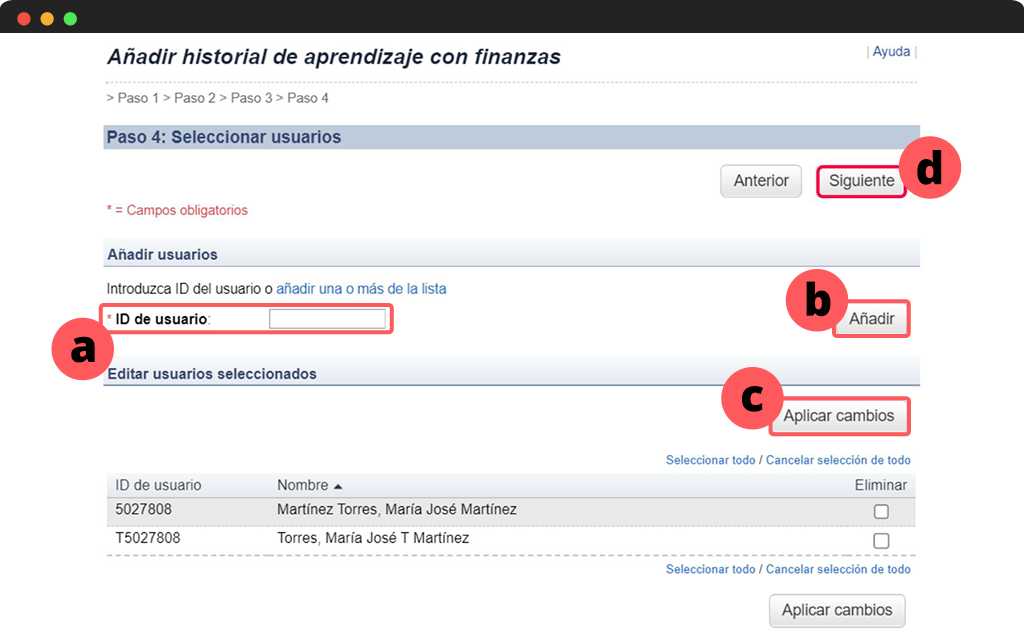 Añadir historial de aprendizaje con finanzas
| Ayuda |
> Paso 1 > Paso 2 > Paso 3 > Paso 4
Paso 4: Seleccionar usuarios
Anterior
Siguiente
d
* = Campos obligatorios
Añadir usuarios
Introduzca ID del usuario o añadir una o más de la lista
* ID de usuario:
a
b
Añadir
Editar usuarios seleccionados
c
Aplicar cambios
Seleccionar todo / Cancelar selección de todo
ID de usuario Nombre Eliminar
5027808 Martínez Torres, María José Martínez
T5027808 Torres, María José T Martínez
Seleccionar todo / Cancelar selección de todo
Aplicar cambios